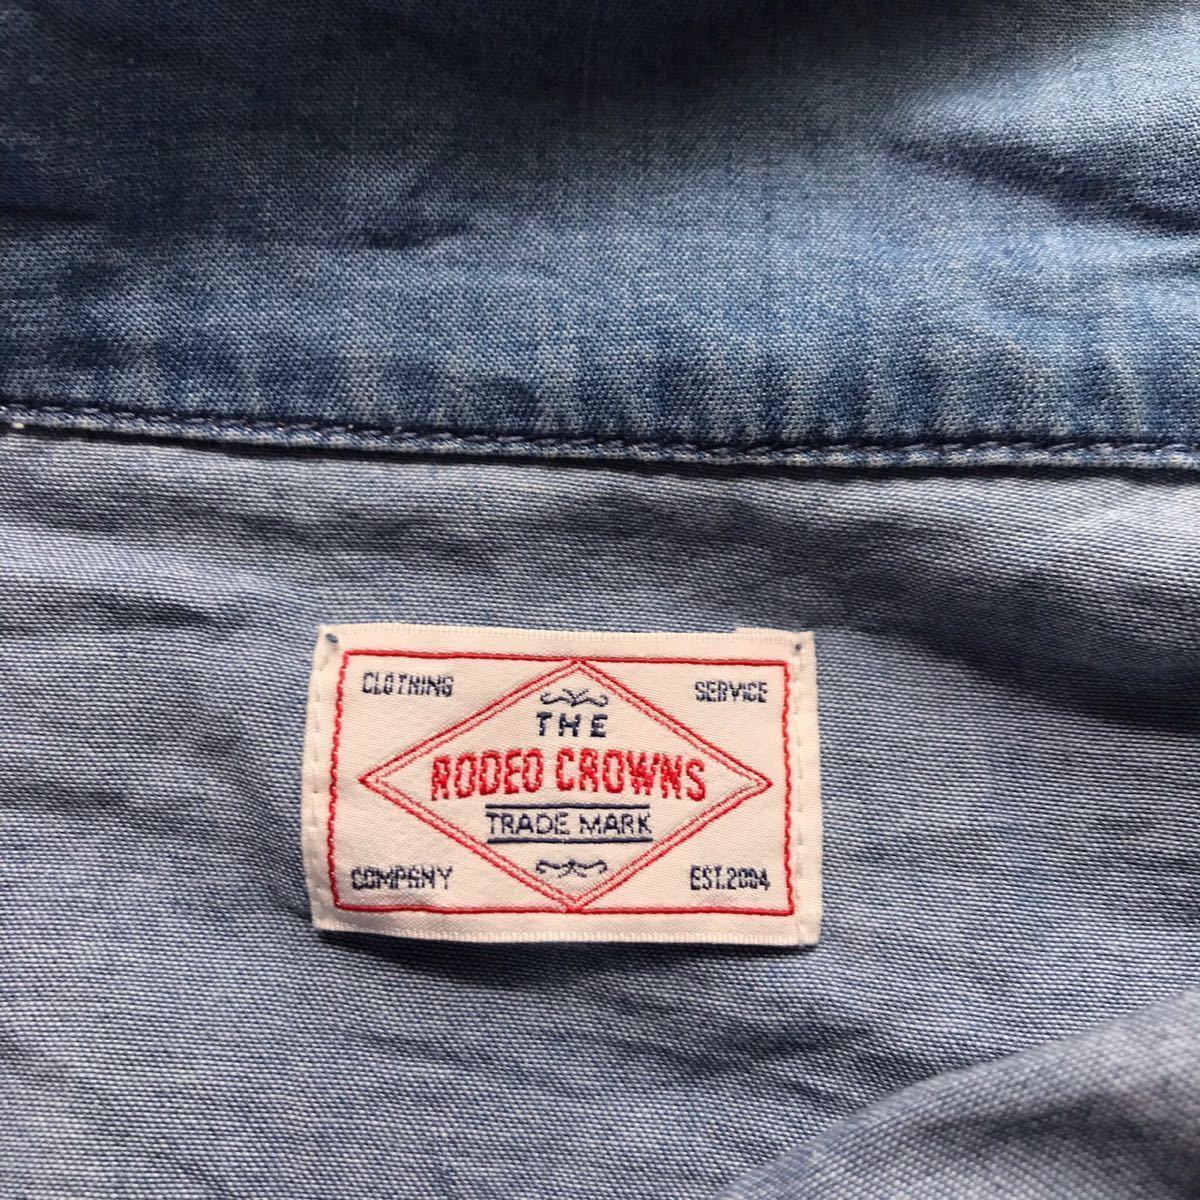 CLOTHING SERVICE
THE
RODEO CROWNS
TRADE MARK
COMPANY EST.2004